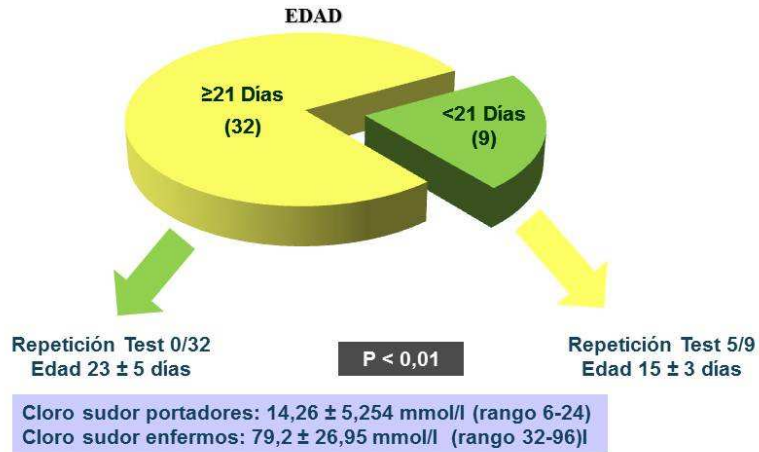 EDAD
≥21 Días
(32)
<21 Días
(9)
Repetición Test 0/32
Edad 23 ± 5 días
P < 0,01
Repetición Test 5/9
Edad 15 ± 3 días
Cloro sudor portadores: 14,26 ± 5,254 mmol/l (rango 6-24)
Cloro sudor enfermos: 79,2 ± 26,95 mmol/l (rango 32-96)l